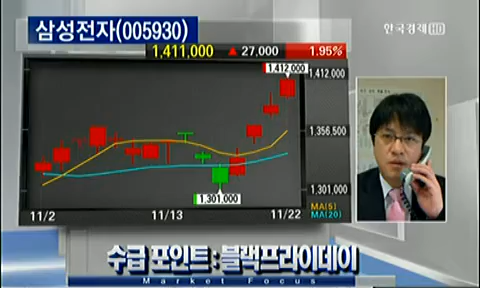 삼성전자(005930)
한국경제HD
1,411,000 ▲ 27,000 1.95%
1,412,000
1,412,000
1,356,500
1,301,000
1,301,000
MA(5)
MA(20)
11/2 11/13 11/22
수급 포인트 : 블랙프라이데이
Market Focus